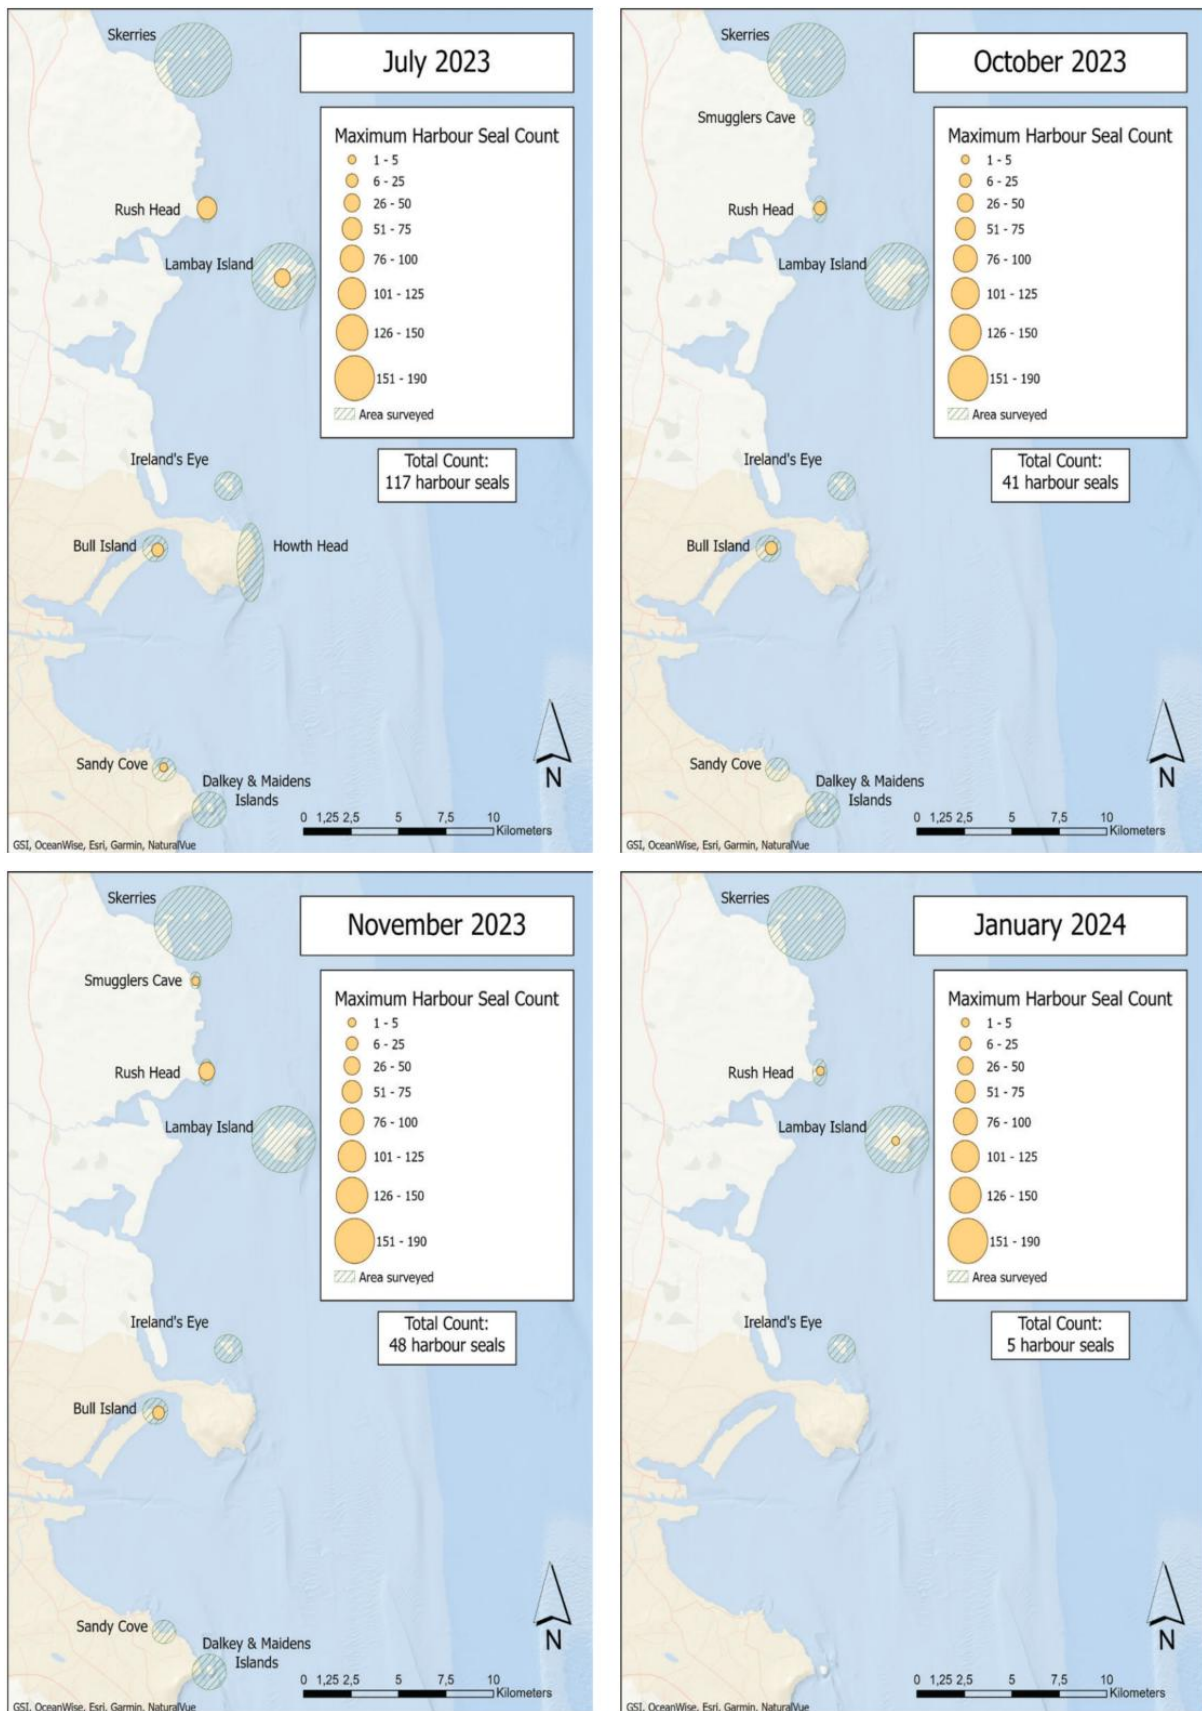 Skerries
July 2023
Maximum Harbour Seal Count
1 - 5
6 - 25
26 - 50
51 - 75
76 - 100
101 - 125
126 - 150
151 - 190
Area surveyed
Rush Head
Lambay Island
Total Count:
117 harbour seals
Ireland's Eye
Bull Island
Howth Head
Sandy Cove
Dalkey & Maidens
Islands
0 1,25 2,5 5 7,5 10
Kilometers
N
GSI, OceanWise, Esri, Garmin, NaturalVue
Skerries
October 2023
Smugglers Cave
Maximum Harbour Seal Count
1 - 5
6 - 25
26 - 50
51 - 75
76 - 100
101 - 125
126 - 150
151 - 190
Area surveyed
Rush Head
Lambay Island
Total Count:
41 harbour seals
Ireland's Eye
Bull Island
Sandy Cove
Dalkey & Maidens
Islands
0 1,25 2,5 5 7,5 10
Kilometers
N
GSI, OceanWise, Esri, Garmin, NaturalVue
Skerries
November 2023
Smugglers Cave
Maximum Harbour Seal Count
1 - 5
6 - 25
26 - 50
51 - 75
76 - 100
101 - 125
126 - 150
151 - 190
Area surveyed
Rush Head
Lambay Island
Total Count:
48 harbour seals
Ireland's Eye
Bull Island
Sandy Cove
Dalkey & Maidens
Islands
0 1,25 2,5 5 7,5 10
Kilometers
N
GSI, OceanWise, Esri, Garmin, NaturalVue
Skerries
January 2024
Maximum Harbour Seal Count
1 - 5
6 - 25
26 - 50
51 - 75
76 - 100
101 - 125
126 - 150
151 - 190
Area surveyed
Rush Head
Lambay Island
Total Count:
5 harbour seals
Ireland's Eye
0 1,25 2,5 5 7,5 10
Kilometers
N
GSI, OceanWise, Esri, Garmin, NaturalVue